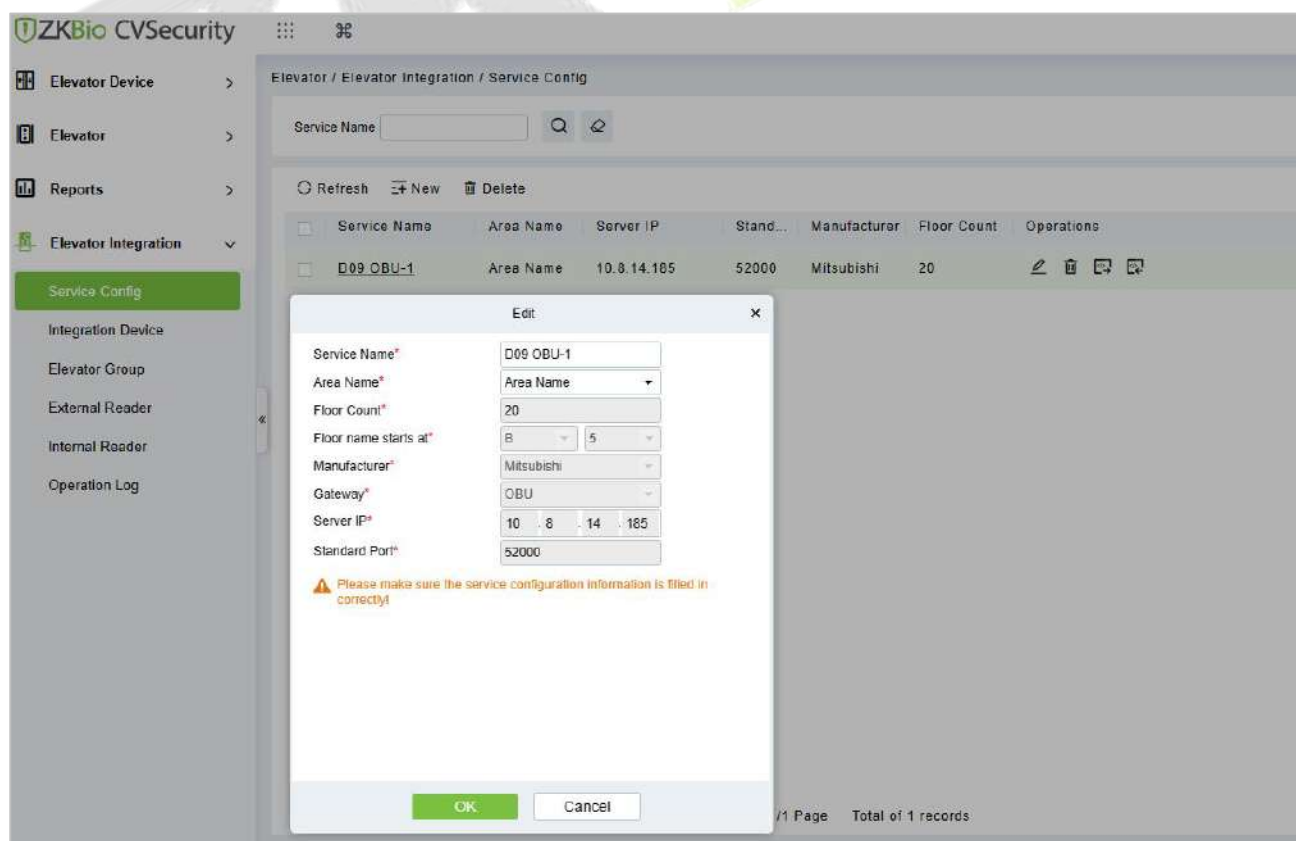 ZKBio CVSecurity
Elevator Device
Elevator
Reports
Elevator Integration
Service Config
Integration Device
Elevator Group
External Reader
Internal Reader
Operation Log
Elevator / Elevator Integration / Service Config
Service Name
Refresh New Delete
Service Name Area Name Server IP Stand... Manufacturer Floor Count Operations
D09 OBU-1 Area Name 10.8.14.185 52000 Mitsubishi 20
Edit ×
Service Name* D09 OBU-1
Area Name* Area Name
Floor Count* 20
Floor name starts at* B 5
Manufacturer* Mitsubishi
Gateway* OBU
Server IP* 10 . 8 . 14 . 185
Standard Port* 52000
Please make sure the service configuration information is filled in
correctly!
OK Cancel
/1 Page Total of 1 records